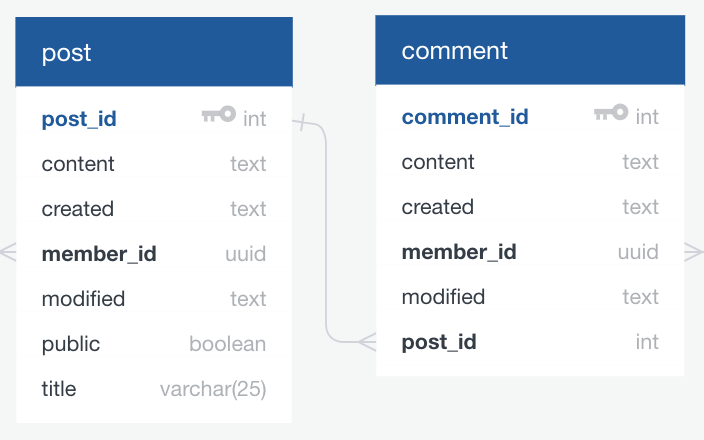 post
post_id int
content text
created text
member_id uuid
modified text
public boolean
title varchar(25)
comment
comment_id int
content text
created text
member_id uuid
modified text
post_id int